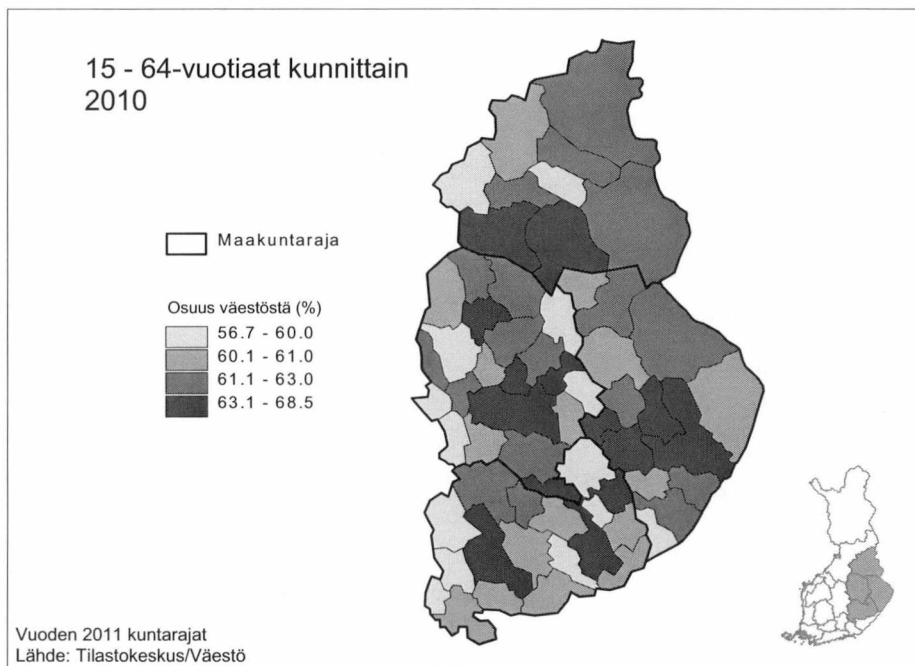 15 - 64-vuotiaat kunnittain
2010
Maakuntaraja
Osuus väestöstä (%)
56.7 - 60.0
60.1 - 61.0
61.1 - 63.0
63.1 - 68.5
Vuoden 2011 kuntarajat
Lähde: Tilastokeskus/Väestö